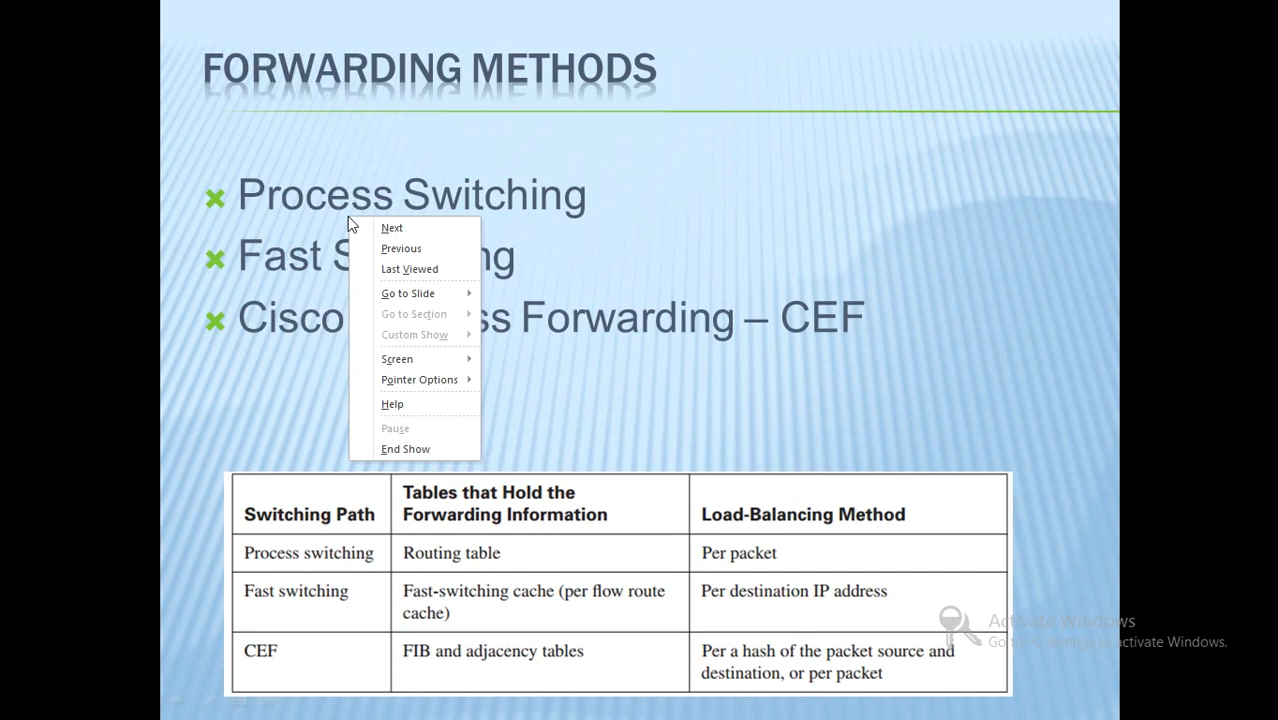 FORWARDING METHODS
Process Switching
Fast S ng
Cisco ss Forwarding – CEF
Next
Previous
Last Viewed
Go to Slide
Go to Section
Custom Show
Screen
Pointer Options
Help
Pause
End Show
Switching Path
Tables that Hold the
Forwarding Information
Load-Balancing Method
Process switching
Routing table
Per packet
Fast switching
Fast-switching cache (per flow route
cache)
Per destination IP address
CEF
FIB and adjacency tables
Per a hash of the packet source and
destination, or per packet
Activate Windows
Go to PC settings to activate Windows.